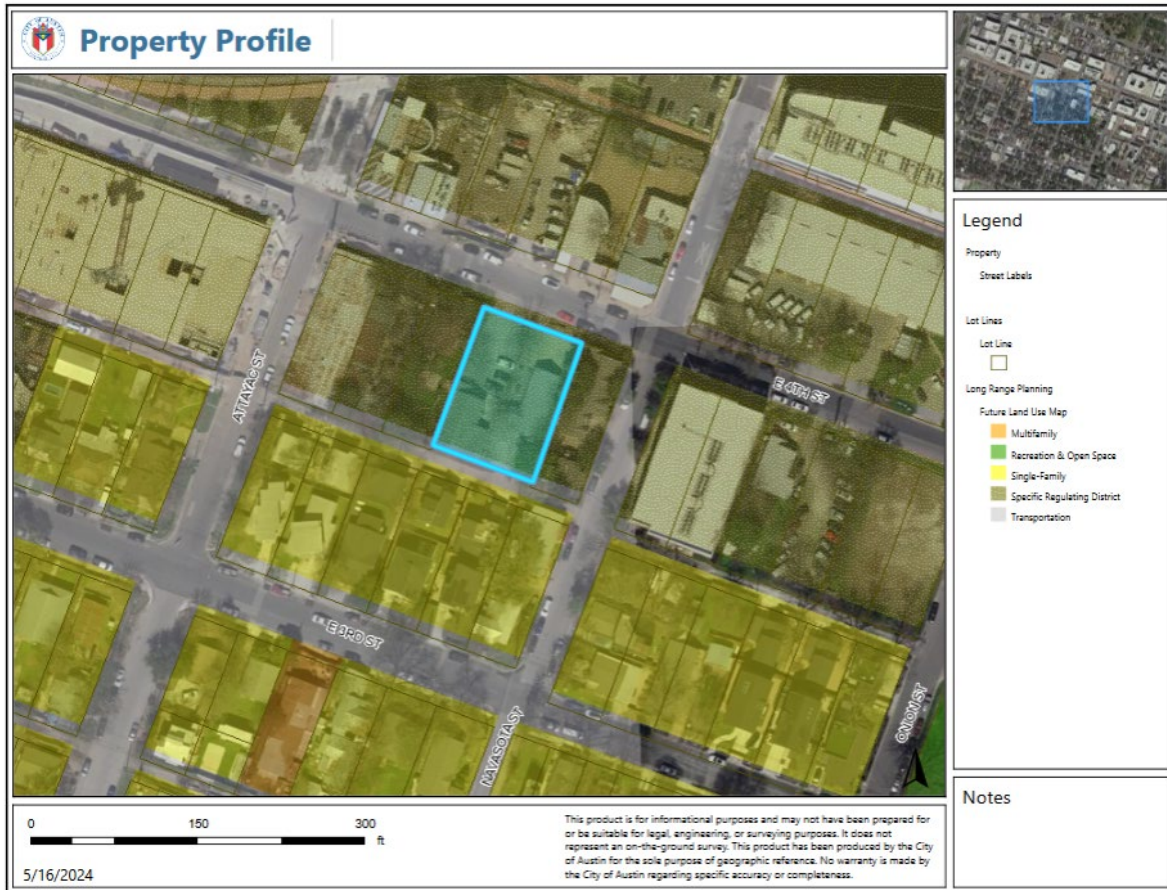 Property Profile
ATTAYAC ST
E 4TH ST
E 3RD ST
NAVASOTA ST
ONION ST
Legend
Property
Street Labels
Lot Lines
Lot Line
Long Range Planning
Future Land Use Map
Multifamily
Recreation & Open Space
Single-Family
Specific Regulating District
Transportation
Notes
0 150 300
ft
5/16/2024
This product is for informational purposes and may not have been prepared for
or be suitable for legal, engineering, or surveying purposes. It does not
represent an on-the-ground survey. This product has been produced by the City
of Austin for the sole purpose of geographic reference. No warranty is made by
the City of Austin regarding specific accuracy or completeness.